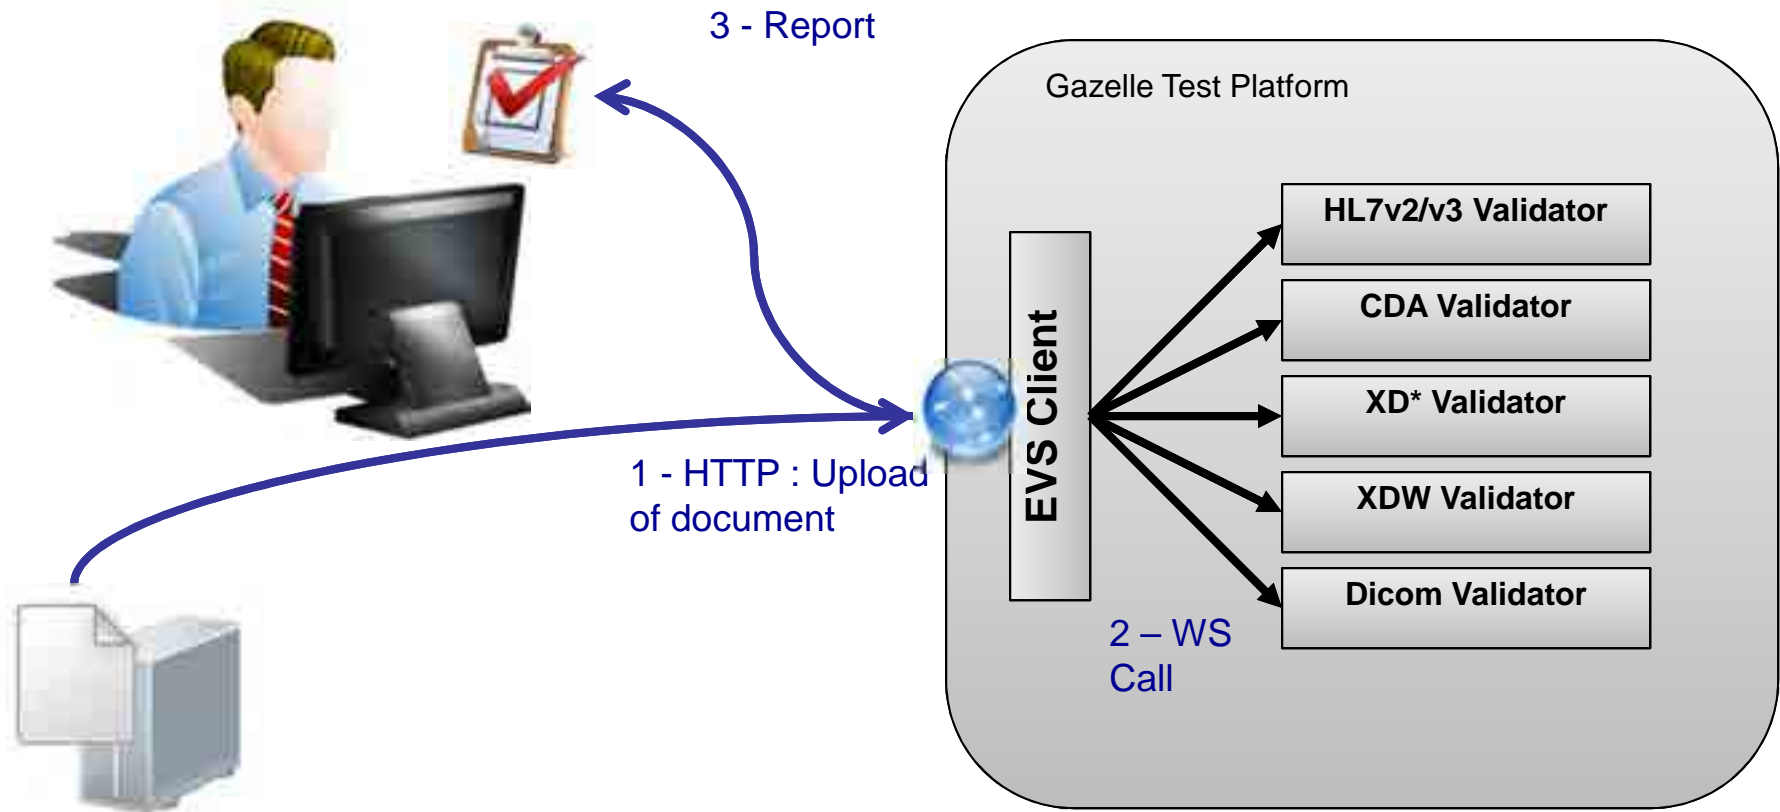 3 - Report
Gazelle Test Platform
HL7v2/v3 Validator
CDA Validator
XD* Validator
XDW Validator
Dicom Validator
EVS Client
1 - HTTP : Upload
of document
2 – WS
Call